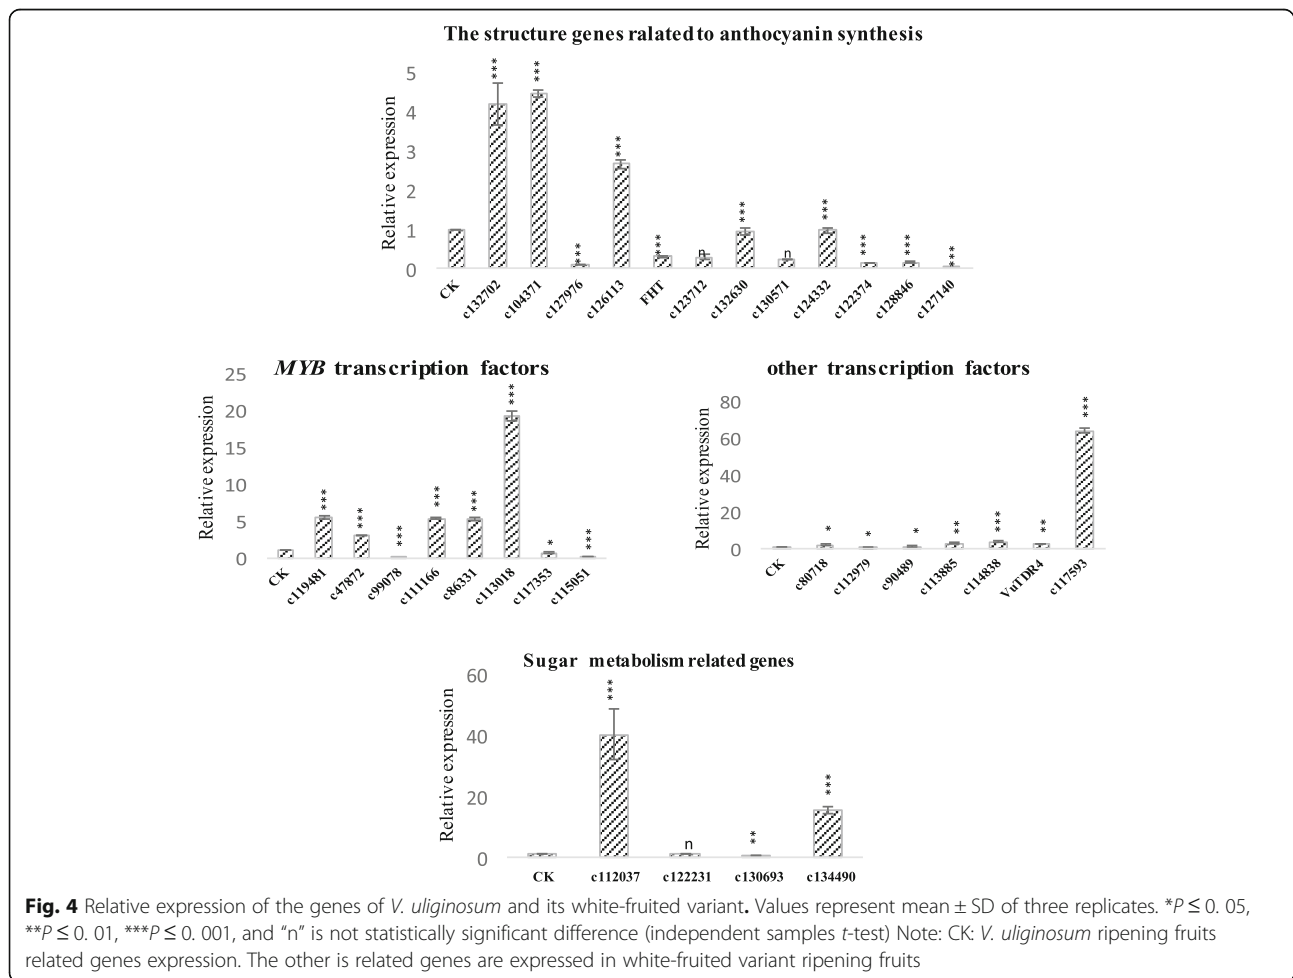 The structure genes ralated to anthocyanin synthesis
Relative expression
5
4
3
2
1
0
***
***
***
***
***
n
***
n
***
***
***
***
CK
c132702
c104371
c127976
c126113
FHT
c123712
c132630
c130571
c124332
c122374
c128846
c127140
MYB transcription factors
Relative expression
25
20
15
10
5
0
***
***
***
***
***
***
*
***
CK
c119481
c47872
c99078
c111166
c86331
c113018
c117353
c115051
other transcription factors
Relative expression
80
60
40
20
0
*
*
*
**
***
**
***
CK
c80718
c112979
c90489
c113885
c114838
VuTDR4
c117593
Sugar metabolism related genes
Relative expression
60
40
20
0
***
n
**
***
CK
c112037
c122231
c130693
c134490
Fig. 4 Relative expression of the genes of V. uliginosum and its white-fruited variant. Values represent mean ± SD of three replicates. *P ≤ 0. 05,
**P ≤ 0. 01, ***P ≤ 0. 001, and “n” is not statistically significant difference (independent samples t-test) Note: CK: V. uliginosum ripening fruits
related genes expression. The other is related genes are expressed in white-fruited variant ripening fruits